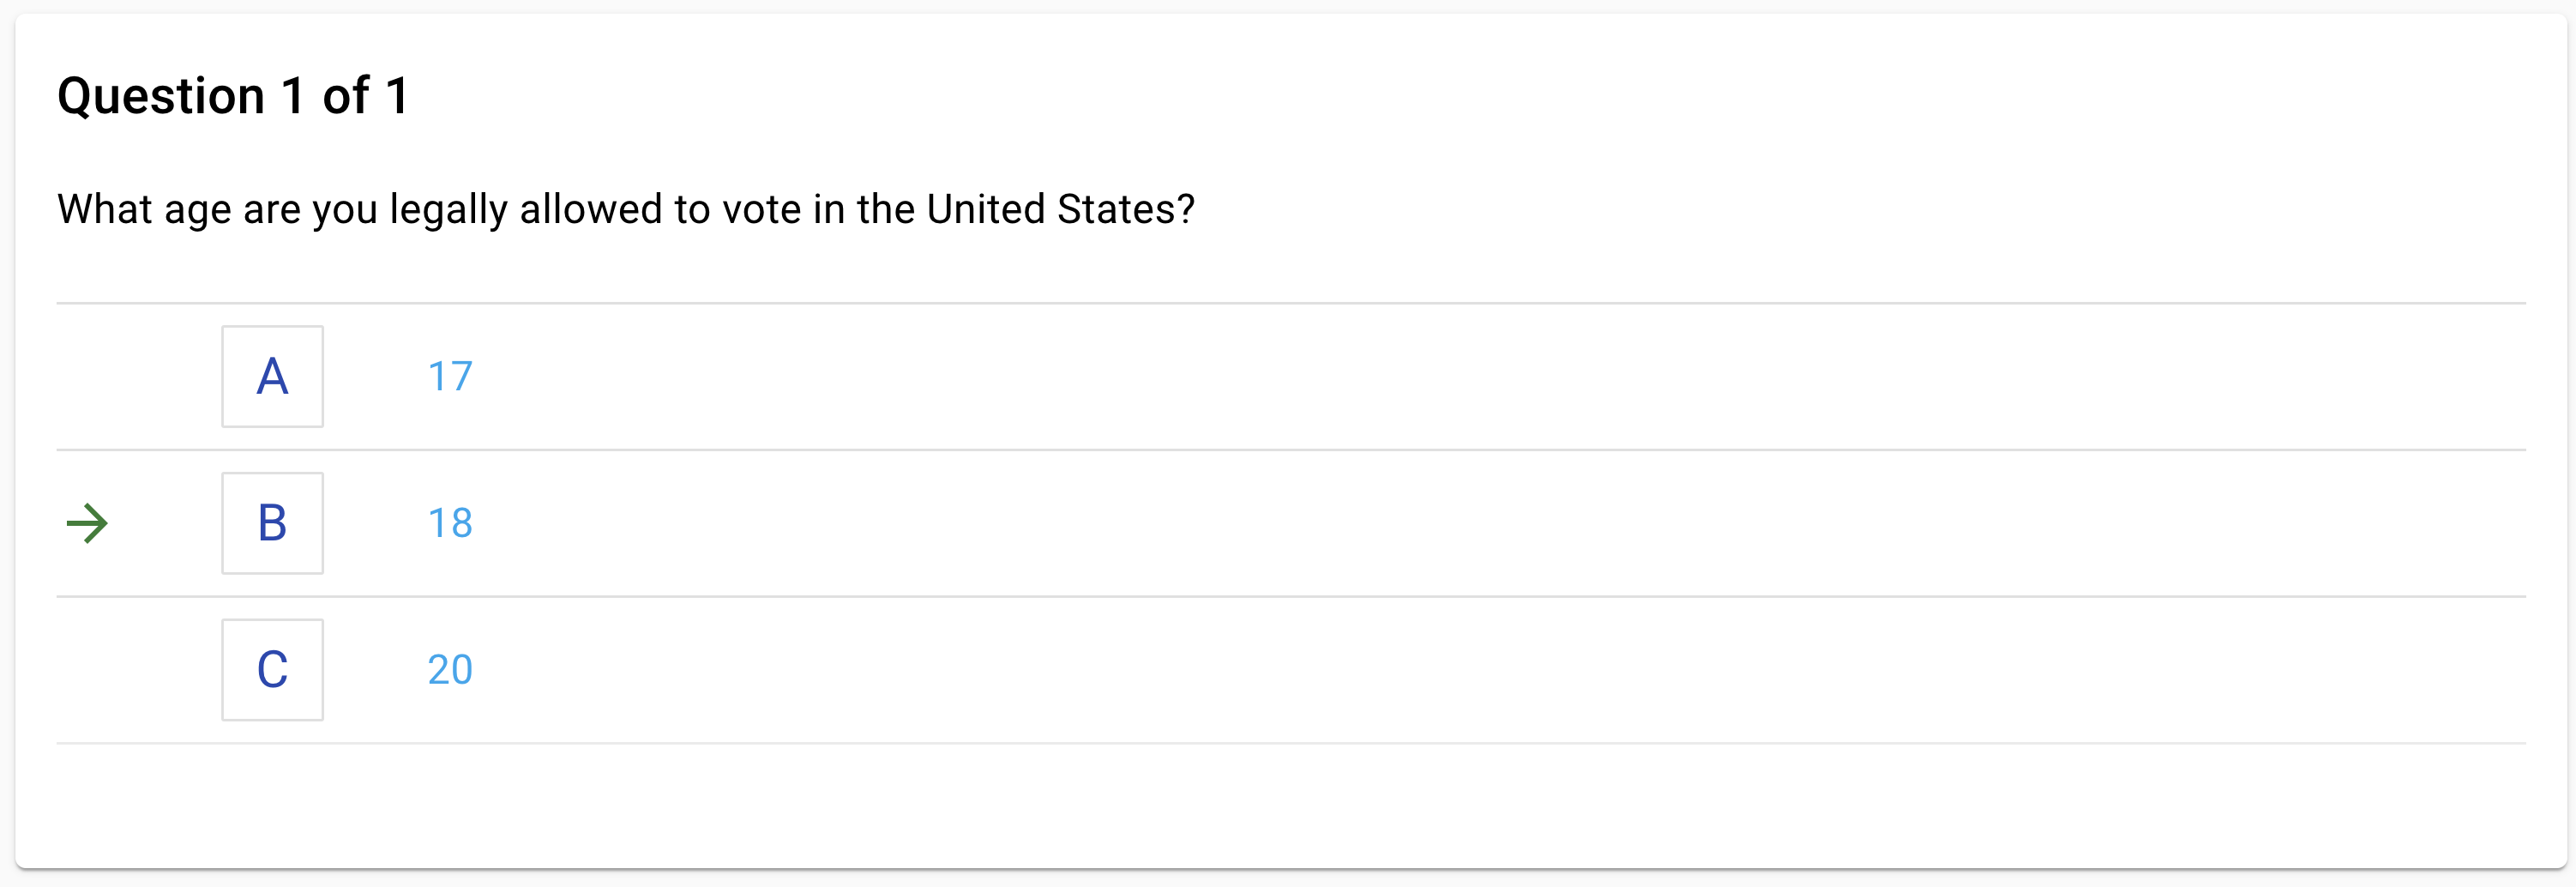 Question 1 of 1
What age are you legally allowed to vote in the United States?
A 17
B 18
C 20